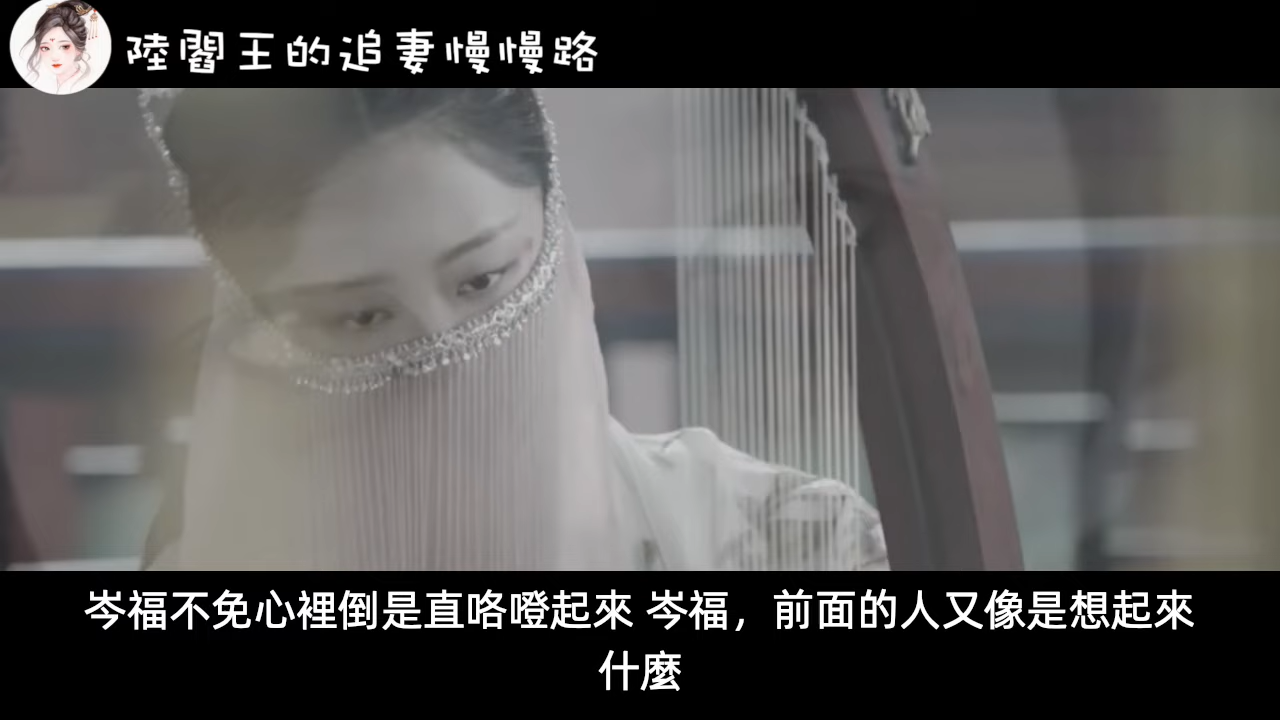 陸閻王的追妻慢慢路
岑福不免心裡倒是直咯噔起來 岑福，前面的人又像是想起來
什麼